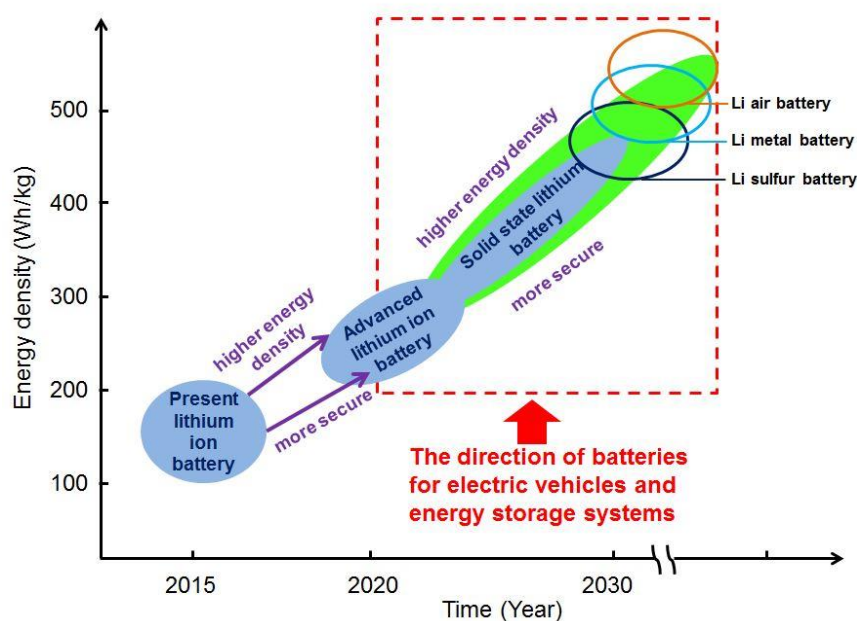 Energy density (Wh/kg)
500
400
300
200
100
2015
2020
2030
Time (Year)
Present
lithium
ion
battery
higher energy
density
more secure
Advanced
lithium ion
battery
higher energy density
Solid state lithium
battery
more secure
Li air battery
Li metal battery
Li sulfur battery
The direction of batteries
for electric vehicles and
energy storage systems